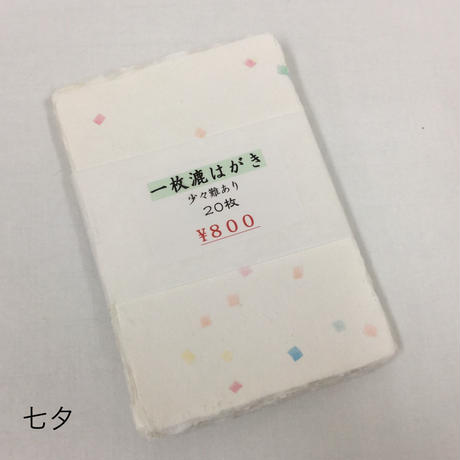 一枚漉はがき
少々難あり
20枚
¥800
七夕